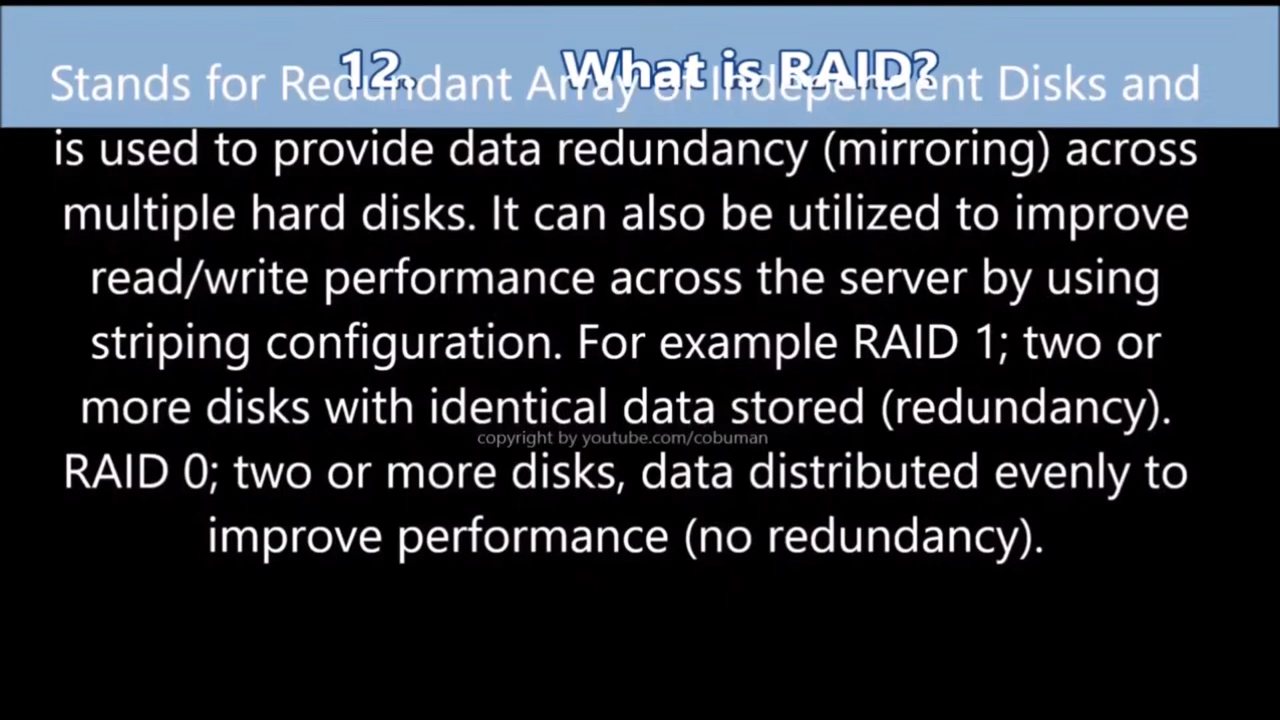 12. What is RAID?
Stands for Redundant Array of Independent Disks and
is used to provide data redundancy (mirroring) across
multiple hard disks. It can also be utilized to improve
read/write performance across the server by using
striping configuration. For example RAID 1; two or
more disks with identical data stored (redundancy).
copyright by youtube.com/cobuman
RAID 0; two or more disks, data distributed evenly to
improve performance (no redundancy).